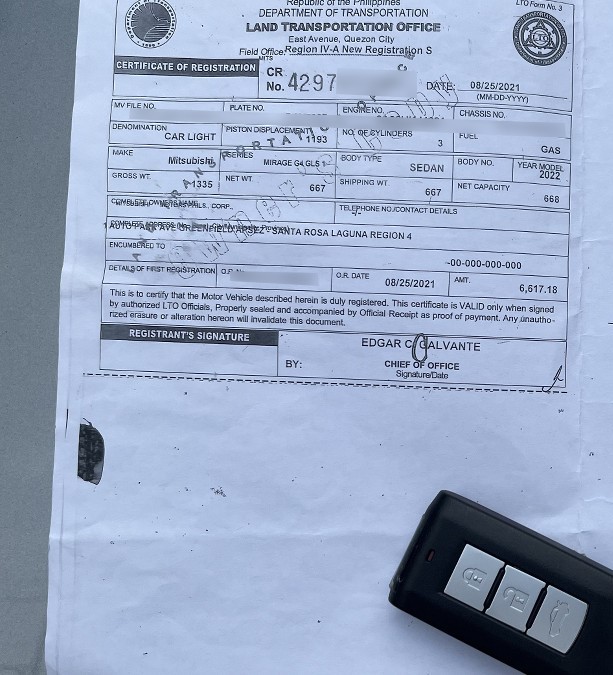 Republic of the Philippines
DEPARTMENT OF TRANSPORTATION
LAND TRANSPORTATION OFFICE
East Avenue, Quezon City
Field Office: Region IV-A New Registration S
LTO Form No. 3
CERTIFICATE OF REGISTRATION
CR No. 4297
DATE: 08/25/2021
(MM-DD-YYYY)
MV FILE NO. PLATE NO. ENGINE NO. CHASSIS NO.
DENOMINATION PISTON DISPLACEMENT NO. OF CYLINDERS FUEL
CAR LIGHT 1193 3 GAS
MAKE SERIES BODY TYPE BODY NO. YEAR MODEL
Mitsubishi MIRAGE G4 GLS 1 SEDAN 2022
GROSS WT. NET WT. SHIPPING WT. NET CAPACITY
1335 667 667 668
COMPLETE OWNER'S NAME TELEPHONE NO./CONTACT DETAILS
MOTORS PHILS., CORP.,
COMPLETE ADDRESS
1 AUTO PARK AVE GREENFIELD SANTA ROSA LAGUNA REGION 4
ENCUMBERED TO
-00-000-000-000
DETAILS OF FIRST REGISTRATION O.R. DATE AMT.
08/25/2021 6,617.18
This is to certify that the Motor Vehicle described herein is duly registered. This certificate is VALID only when signed
by authorized LTO Officials, Properly sealed and accompanied by Official Receipt as proof of payment. Any unautho-
rized erasure or alteration hereon will invalidate this document.
REGISTRANT'S SIGNATURE
EDGAR C GALVANTE
BY:
CHIEF OF OFFICE
Signature/Date